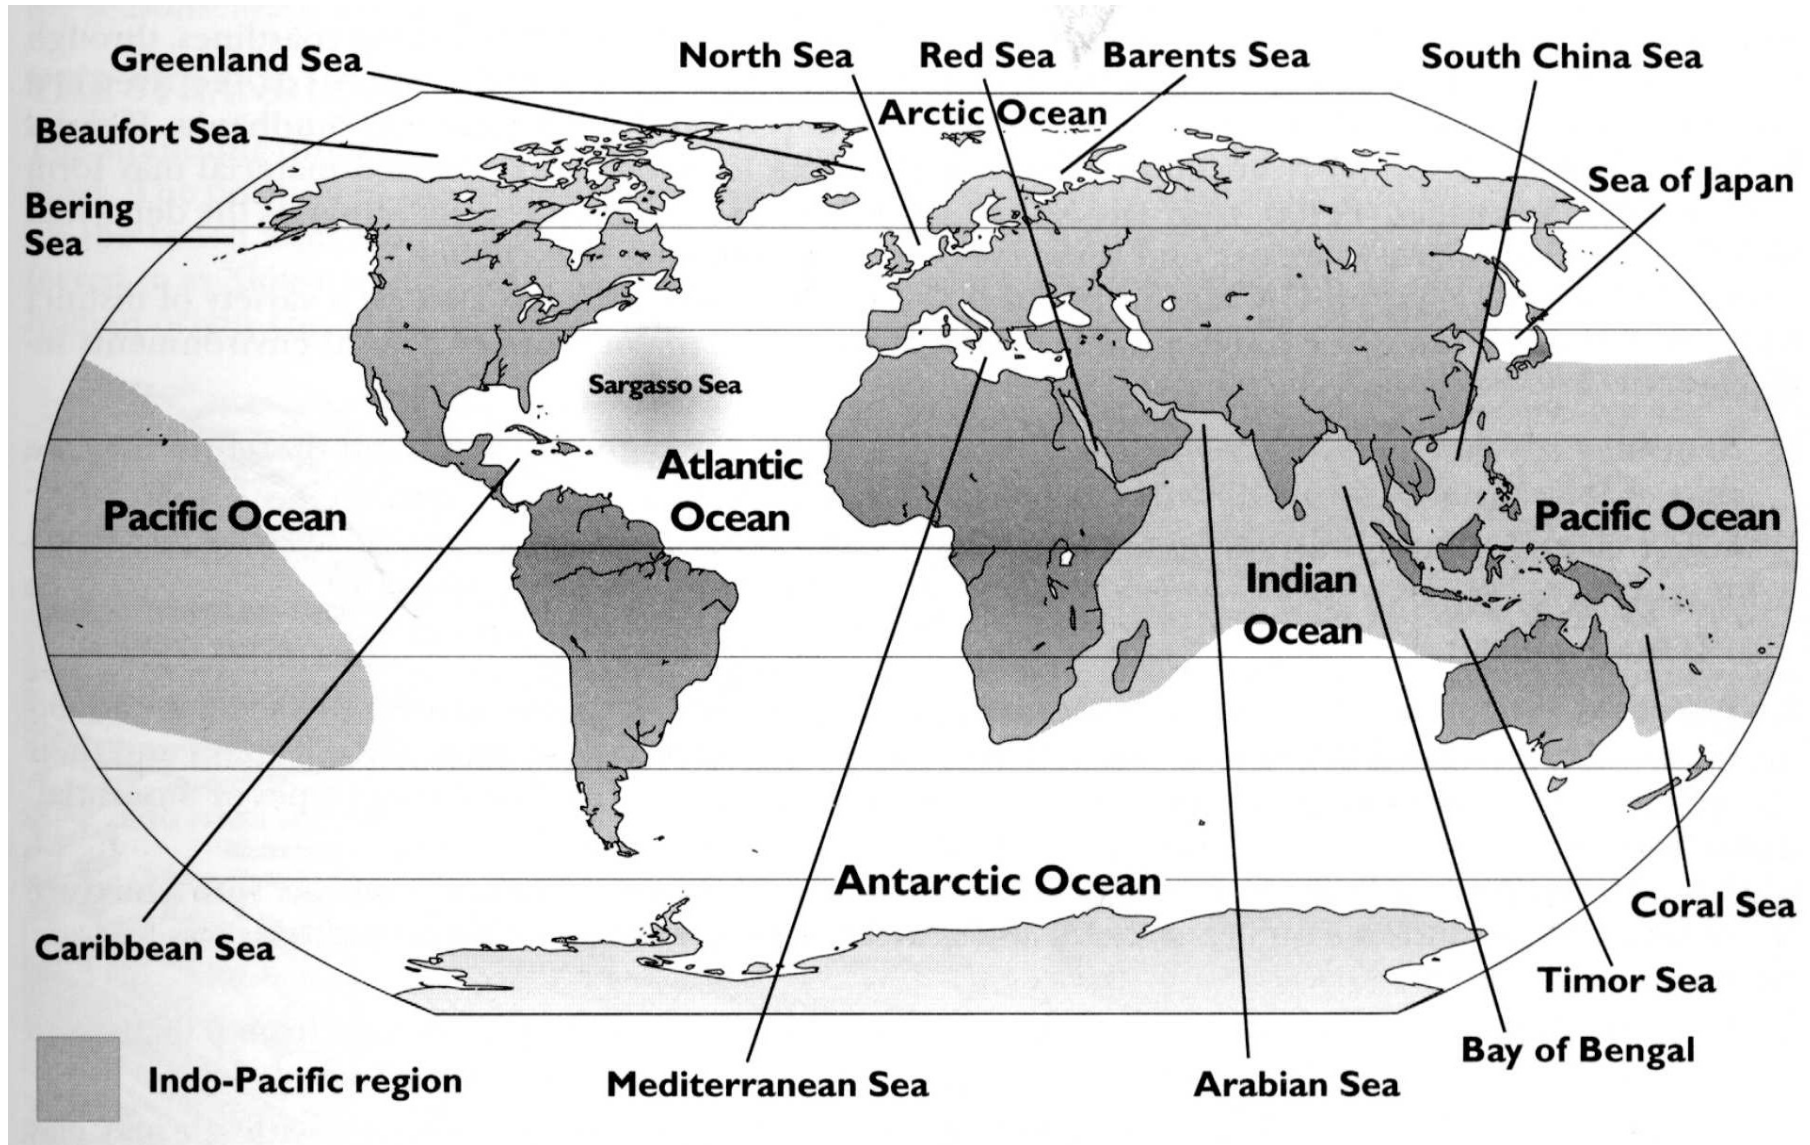 Greenland Sea
North Sea
Red Sea
Barents Sea
South China Sea
Arctic Ocean
Beaufort Sea
Sea of Japan
Bering
Sea
Sargasso Sea
Atlantic
Ocean
Pacific Ocean
Pacific Ocean
Indian
Ocean
Antarctic Ocean
Coral Sea
Caribbean Sea
Timor Sea
Bay of Bengal
Indo-Pacific region
Mediterranean Sea
Arabian Sea